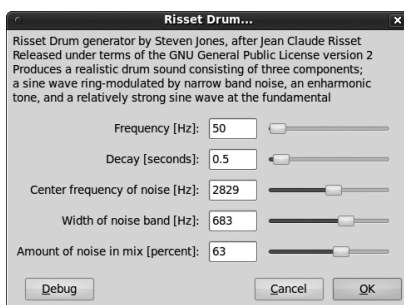 Risset Drum...
Risset Drum generator by Steven Jones, after Jean Claude Risset
Released under terms of the GNU General Public License version 2
Produces a realistic drum sound consisting of three components;
a sine wave ring-modulated by narrow band noise, an enharmonic
tone, and a relatively strong sine wave at the fundamental
Frequency [Hz]: 50
Decay [seconds]: 0.5
Center frequency of noise [Hz]: 2829
Width of noise band [Hz]: 683
Amount of noise in mix [percent]: 63
Debug Cancel OK